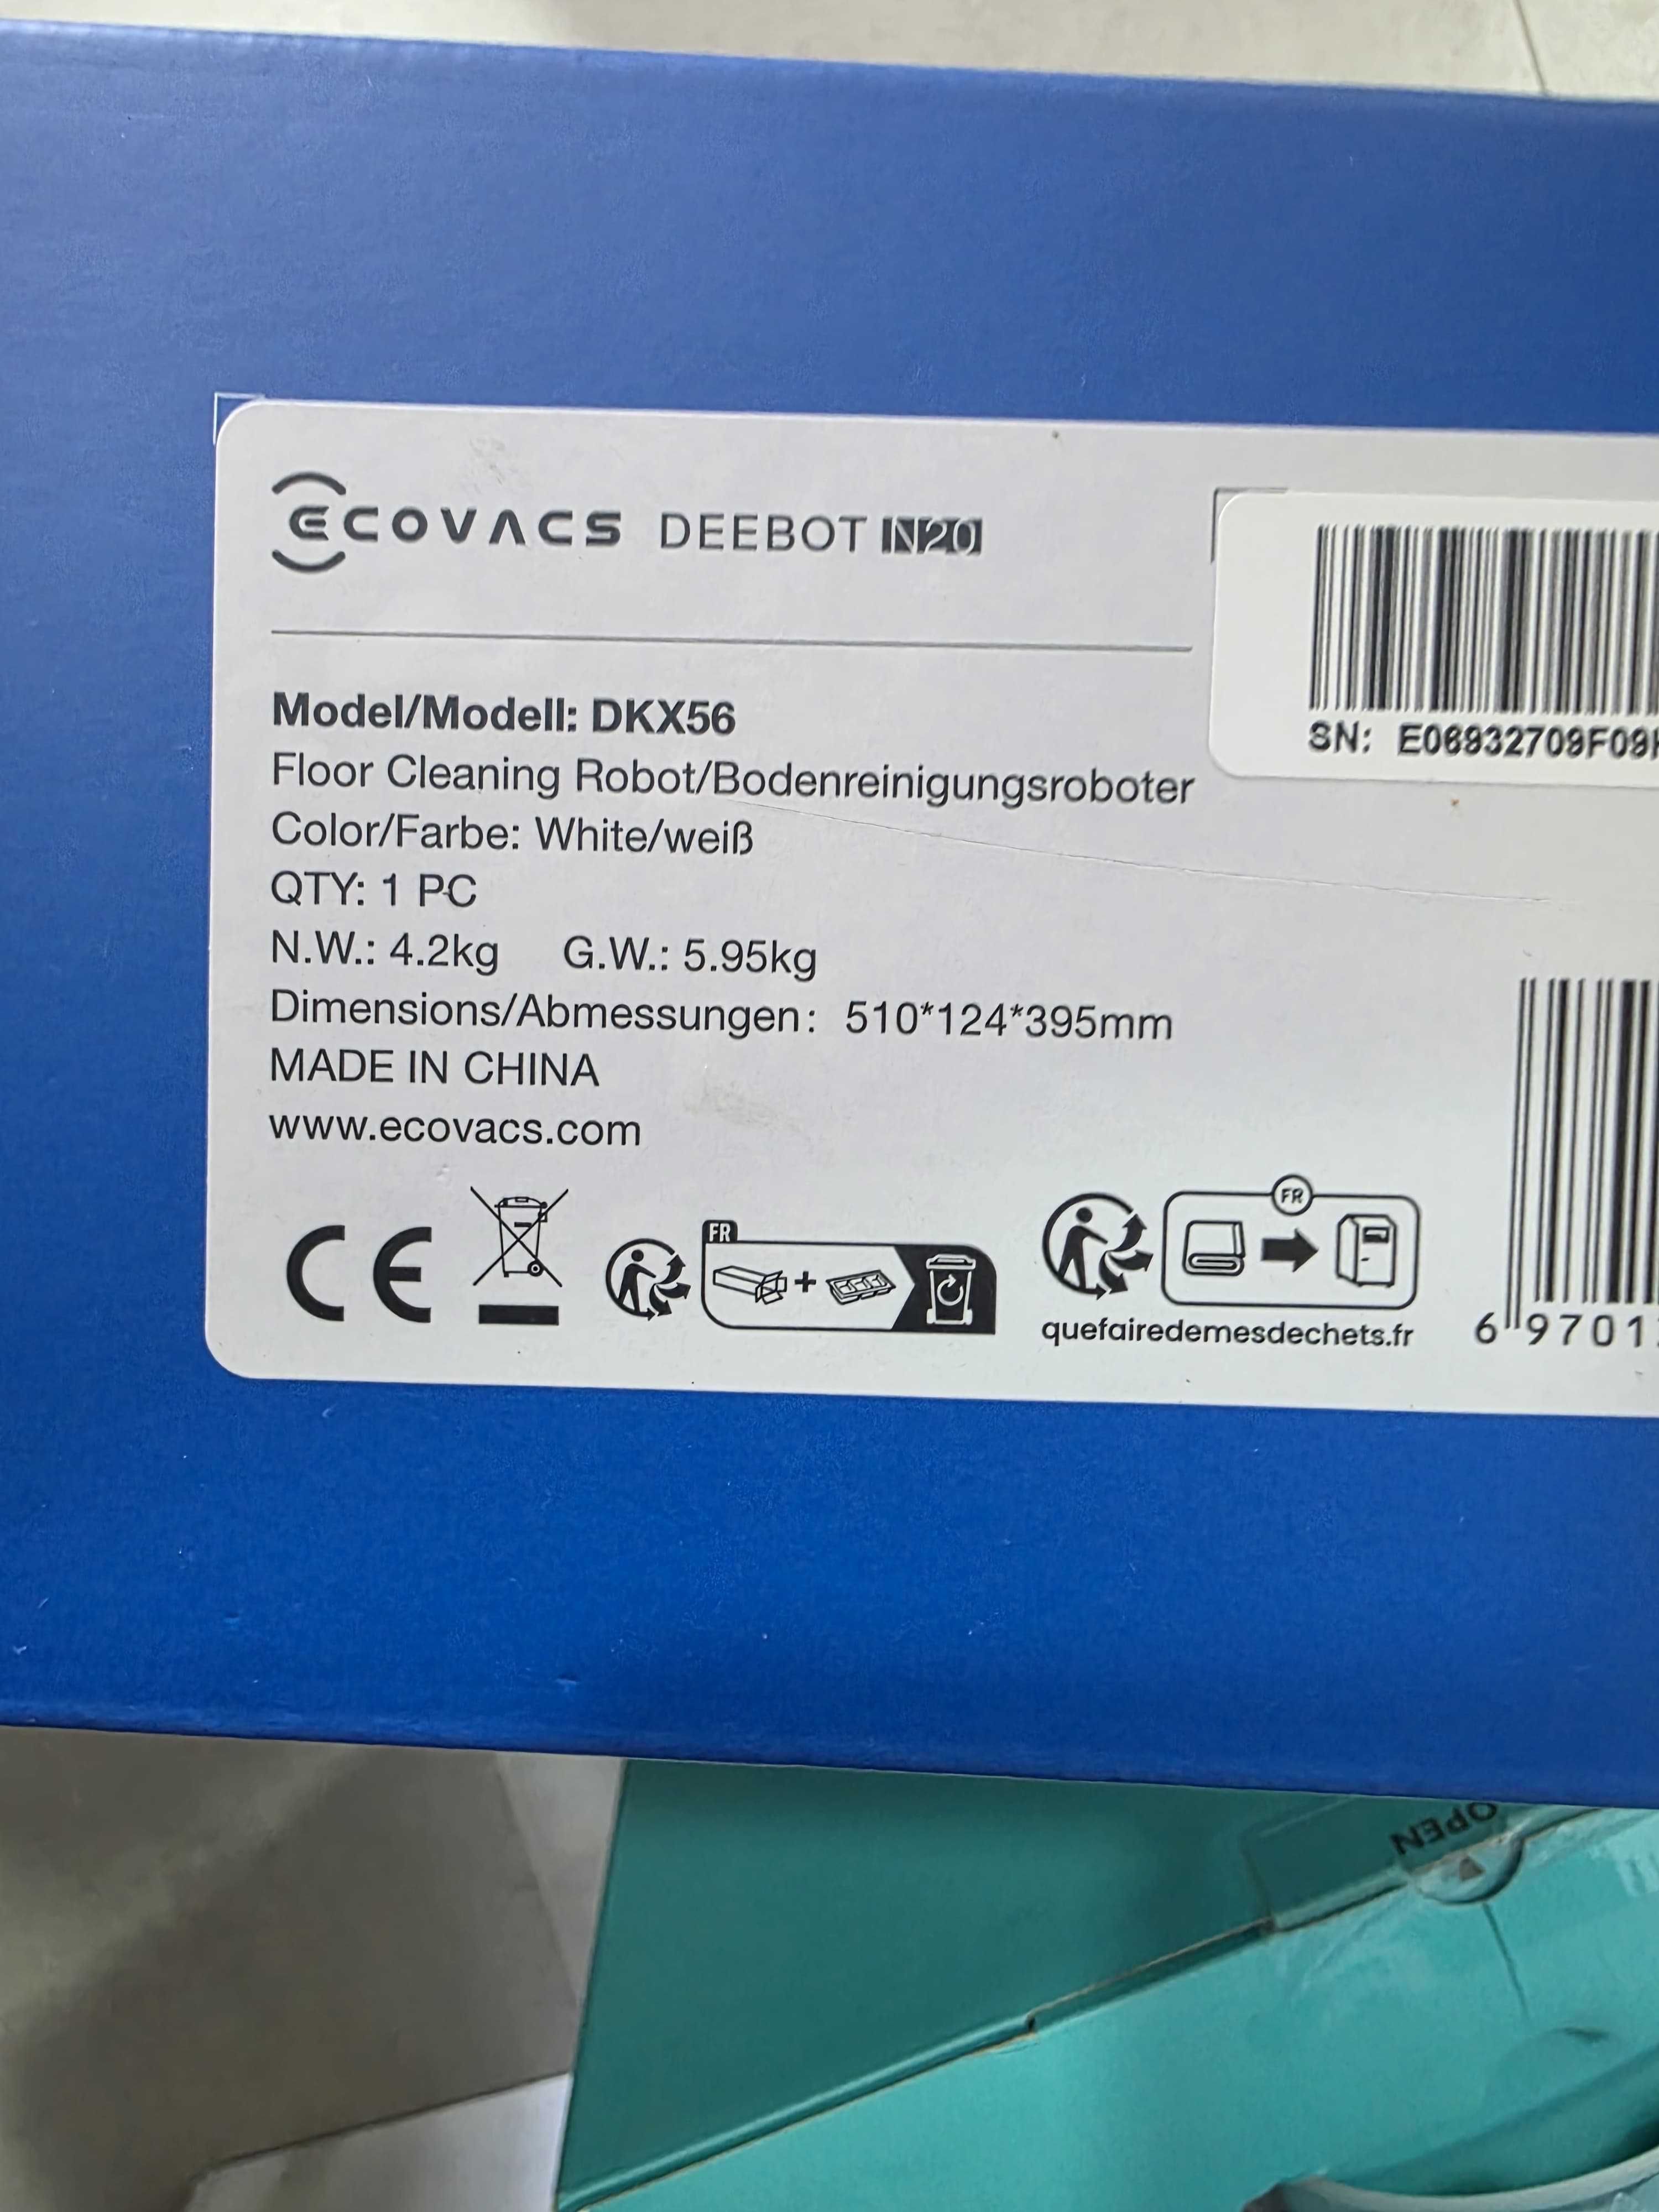 ECOVACS DEEBOT N20
Model/Modell: DKX56
Floor Cleaning Robot/Bodenreinigungsroboter
Color/Farbe: White/weiß
QTY: 1 PC
N.W.: 4.2kg G.W.: 5.95kg
Dimensions/Abmessungen: 510*124*395mm
MADE IN CHINA
www.ecovacs.com
CE
FR
FR
quefairedemesdechets.fr
SN: E06932709F09
6 9701
OPEN